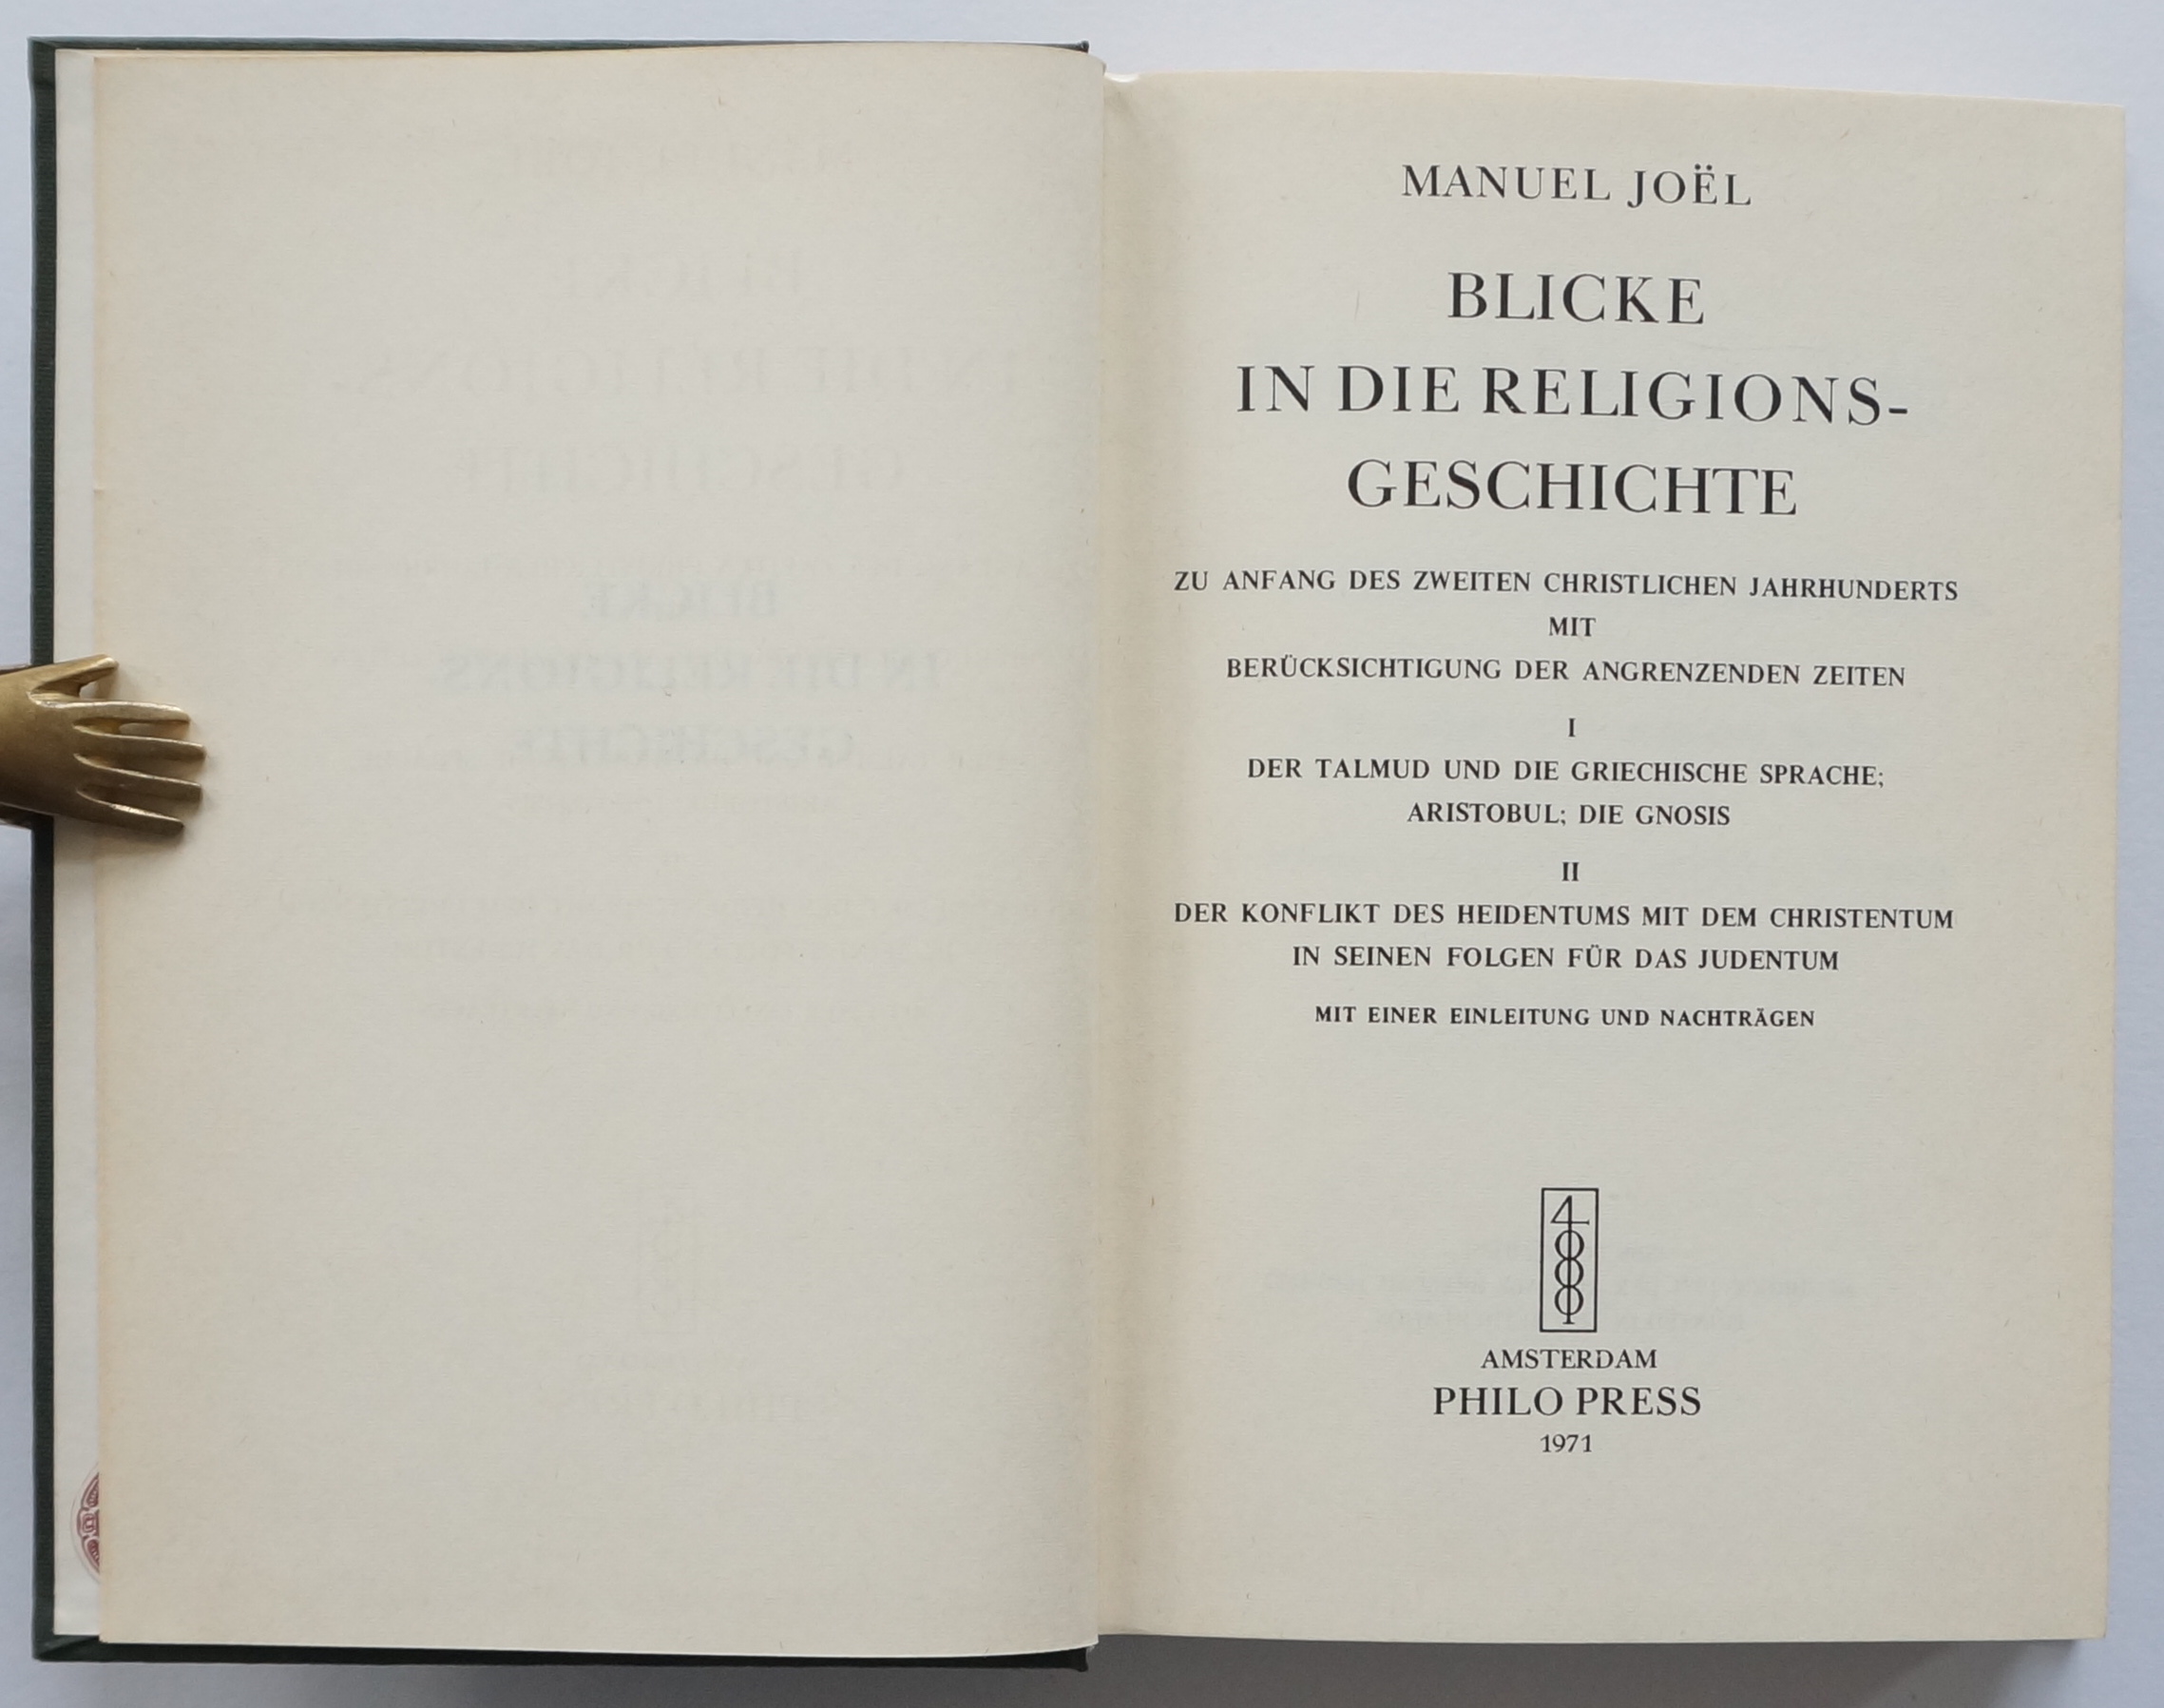 MANUEL JOËL
BLICKE
IN DIE RELIGIONS-
GESCHICHTE
ZU ANFANG DES ZWEITEN CHRISTLICHEN JAHRHUNDERTS
MIT
BERÜCKSICHTIGUNG DER ANGRENZENDEN ZEITEN
I
DER TALMUD UND DIE GRIECHISCHE SPRACHE;
ARISTOBUL; DIE GNOSIS
II
DER KONFLIKT DES HEIDENTUMS MIT DEM CHRISTENTUM
IN SEINEN FOLGEN FÜR DAS JUDENTUM
MIT EINER EINLEITUNG UND NACHTRÄGEN
AMSTERDAM
PHILO PRESS
1971